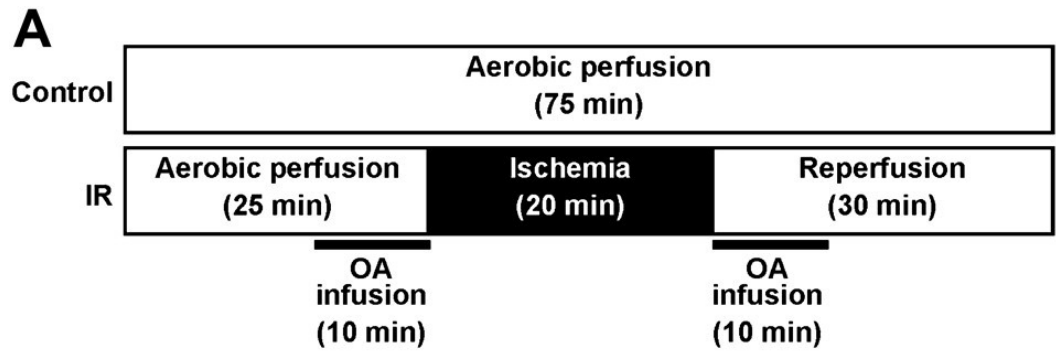 A
Control
Aerobic perfusion
(75 min)
IR
Aerobic perfusion
(25 min)
Ischemia
(20 min)
Reperfusion
(30 min)
OA
infusion
(10 min)
OA
infusion
(10 min)